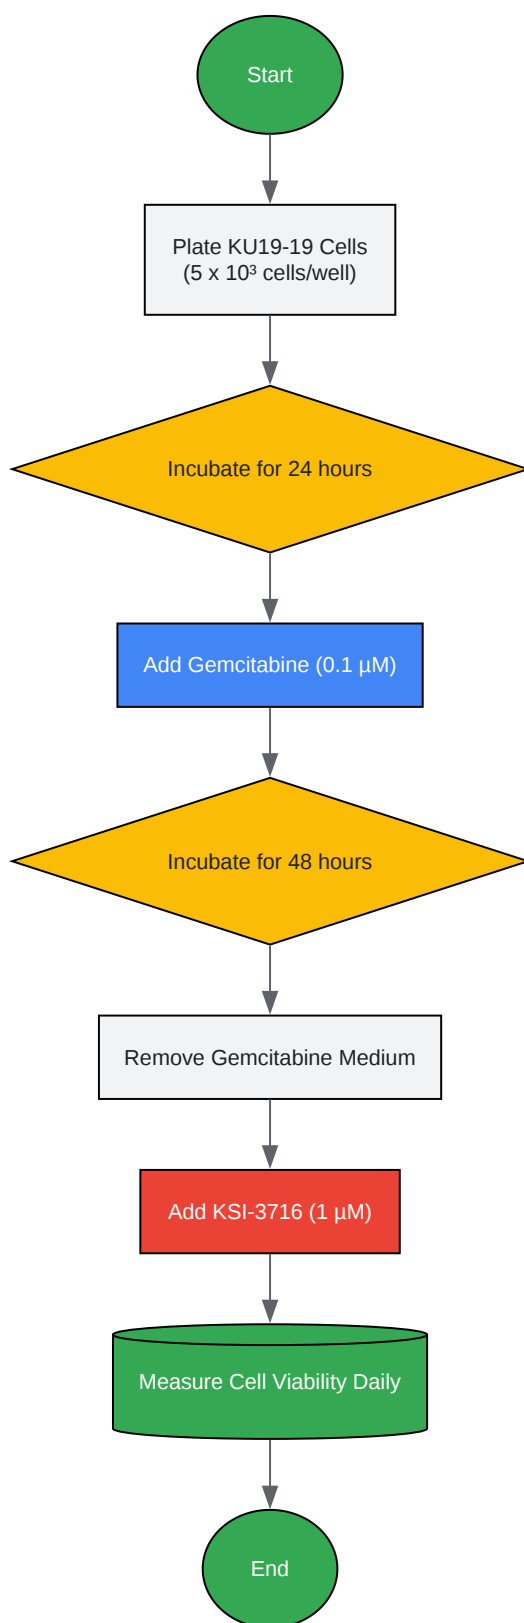 Start
Plate KU19-19 Cells
(5 x 10³ cells/well)
Incubate for 24 hours
Add Gemcitabine (0.1 µM)
Incubate for 48 hours
Remove Gemcitabine Medium
Add KSI-3716 (1 µM)
Measure Cell Viability Daily
End